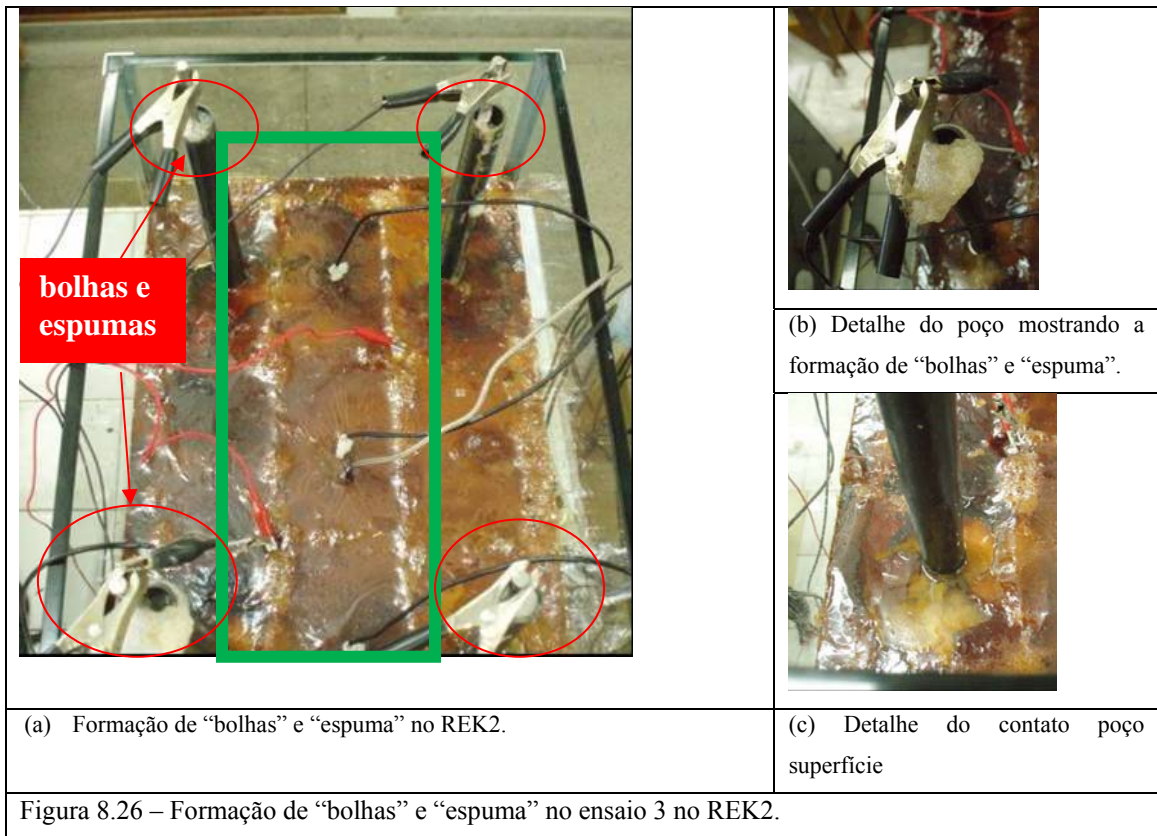 bolhas e
espumas
(b) Detalhe do poço mostrando a
formação de “bolhas” e “espuma”.
(a) Formação de “bolhas” e “espuma” no REK2.
(c) Detalhe do contato poço
superfície
Figura 8.26 – Formação de “bolhas” e “espuma” no ensaio 3 no REK2.